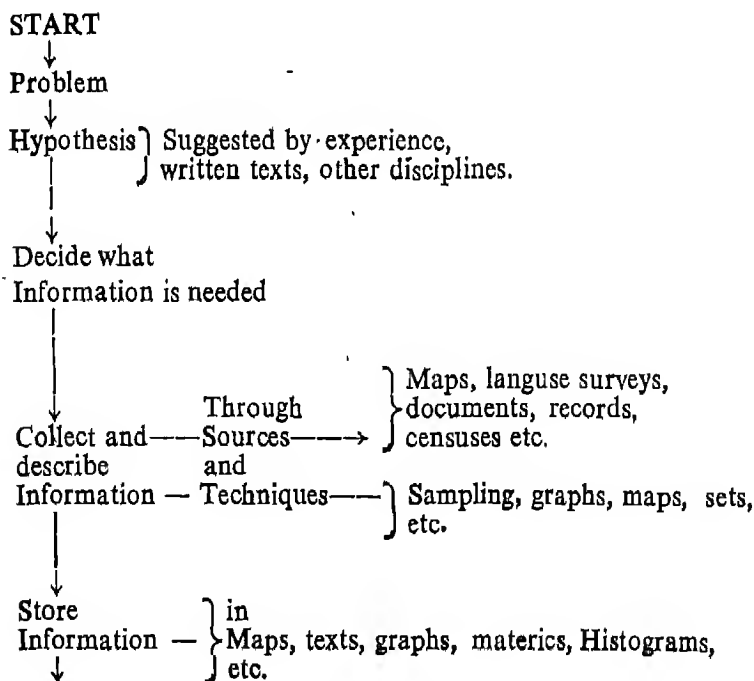 START
Problem
Hypothesis } Suggested by experience,
written texts, other disciplines.
Decide what
Information is needed
Maps, languse surveys,
Through } documents, records,
Collect and — Sources → censuses etc.
describe and
Information — Techniques — } Sampling, graphs, maps, sets,
etc.
Store } in
Information — Maps, texts, graphs, materics, Histograms,
etc.